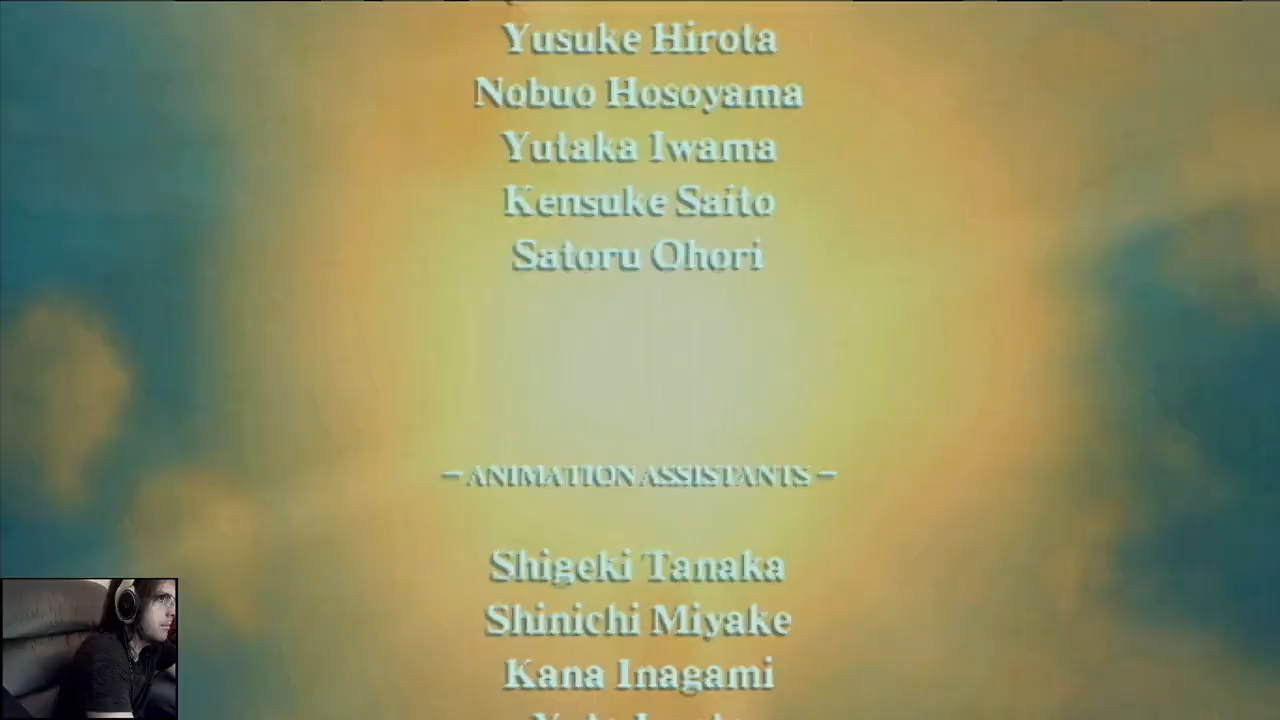 Yusuke Hirota
Nobuo Hosoyama
Yutaka Iwama
Kensuke Saito
Satoru Ohori
– ANIMATION ASSISTANTS –
Shigeki Tanaka
Shinichi Miyake
Kana Inagami